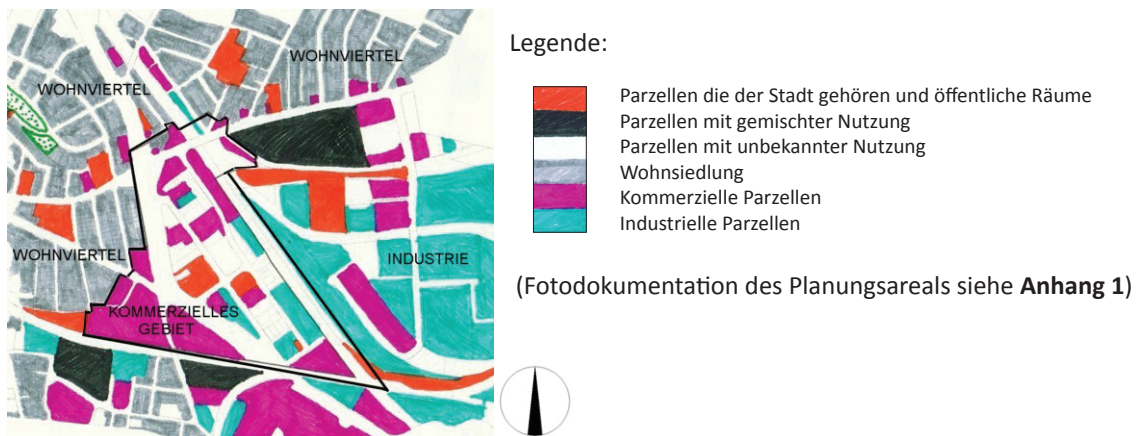 WOHNVIERTEL
WOHNVIERTEL
WOHNVIERTEL
INDUSTRIE
KOMMERZIELLES
GEBIET
Legende:
Parzellen die der Stadt gehören und öffentliche Räume
Parzellen mit gemischter Nutzung
Parzellen mit unbekannter Nutzung
Wohnsiedlung
Kommerzielle Parzellen
Industrielle Parzellen
(Fotodokumentation des Planungsareals siehe Anhang 1)